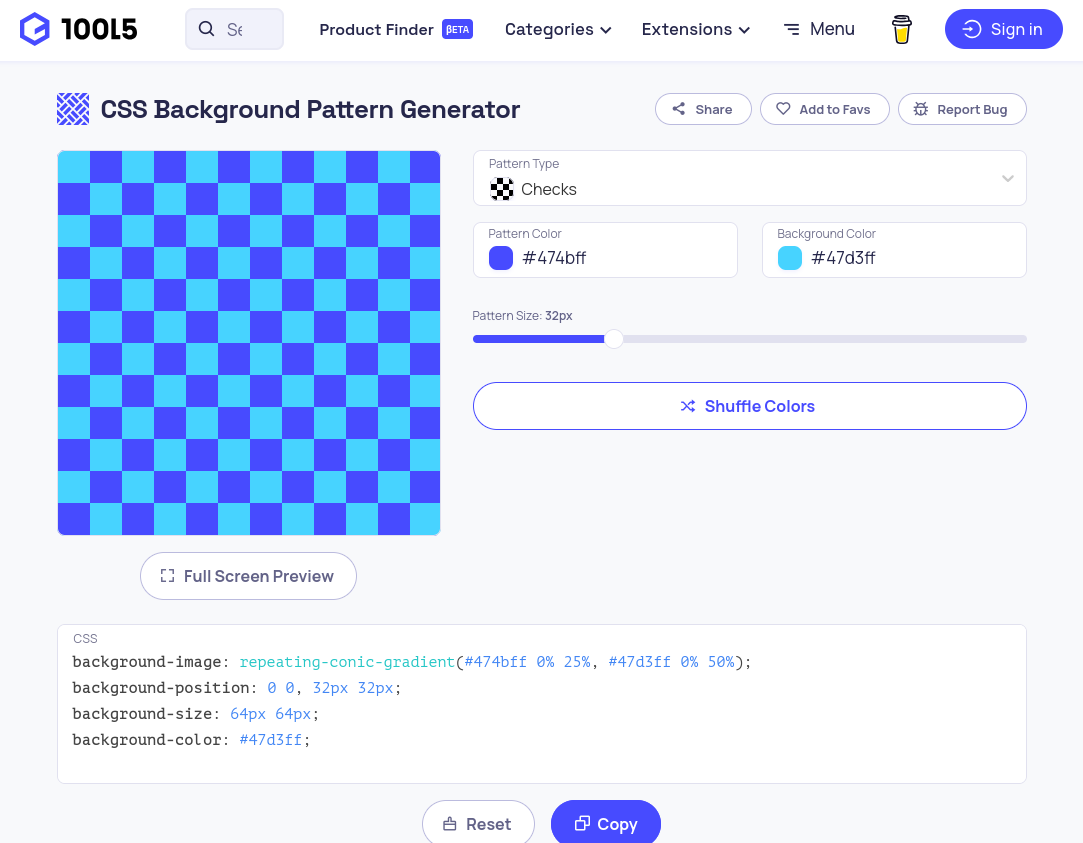 10015
Se
Product Finder βETA
Categories
Extensions
Menu
Sign in
CSS Background Pattern Generator
Share
Add to Favs
Report Bug
Pattern Type
Checks
Pattern Color
#474bff
Background Color
#47d3ff
Pattern Size: 32px
Shuffle Colors
Full Screen Preview
CSS
background-image: repeating-conic-gradient(#474bff 0% 25%, #47d3ff 0% 50%);
background-position: 0 0, 32px 32px;
background-size: 64px 64px;
background-color: #47d3ff;
Reset
Copy